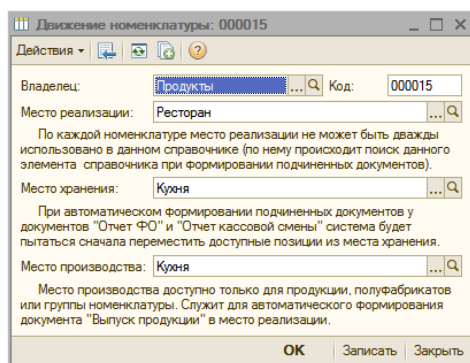 Движение номенклатуры: 000015
Действия
Владелец: Продукты ... Код: 000015
Место реализации: Ресторан ...
По каждой номенклатуре место реализации не может быть дважды
использовано в данном справочнике (по нему происходит поиск данного
элемента справочника при формировании подчиненных документов).
Место хранения: Кухня ...
При автоматическом формировании подчиненных документов у
документов "Отчет ФО" и "Отчет кассовой смены" система будет
пытаться сначала переместить доступные позиции из места хранения.
Место производства: Кухня ...
Место производства доступно только для продукции, полуфабрикатов
или группы номенклатуры. Служит для автоматического формирования
документа "Выпуск продукции" в место реализации.
OK Записать Закрыть